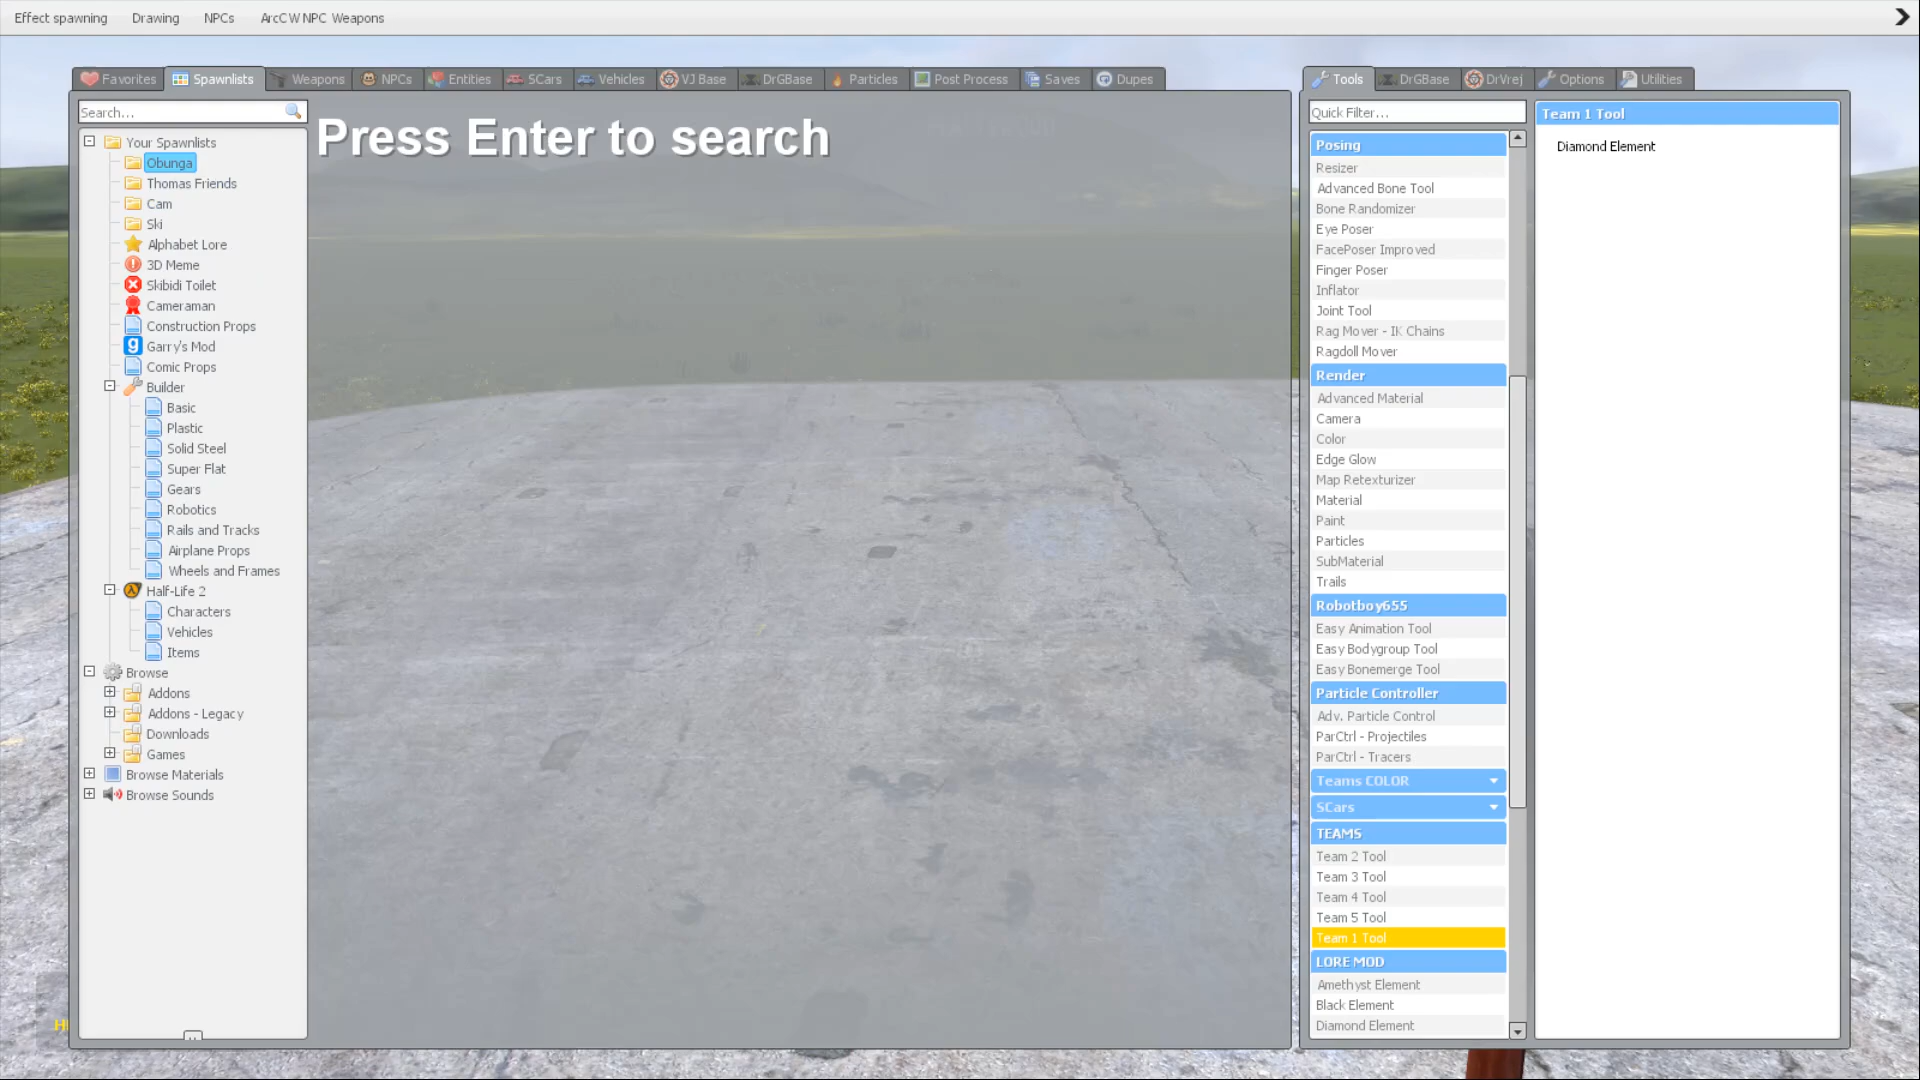 Effect spawning
Drawing
NPCs
ArcCW NPC Weapons
Favorites
Spawnlists
Weapons
NPCs
Entities
SCars
Vehicles
VJ Base
DrGBase
Particles
Post Process
Saves
Dupes
Search...
Your Spawnlists
Obunga
Thomas Friends
Cam
Ski
Alphabet Lore
3D Meme
Skibidi Toilet
Cameraman
Construction Props
Garry's Mod
Comic Props
Builder
Basic
Plastic
Solid Steel
Super Flat
Gears
Robotics
Rails and Tracks
Airplane Props
Wheels and Frames
Half-Life 2
Characters
Vehicles
Items
Browse
Addons
Addons - Legacy
Downloads
Games
Browse Materials
Browse Sounds
Press Enter to search
Tools
DrGBase
DrVrej
Options
Utilities
Quick Filter...
Posing
Resizer
Advanced Bone Tool
Bone Randomizer
Eye Poser
FacePoser Improved
Finger Poser
Inflator
Joint Tool
Rag Mover - IK Chains
Ragdoll Mover
Render
Advanced Material
Camera
Color
Edge Glow
Map Retexturizer
Material
Paint
Particles
SubMaterial
Trails
Robotboy655
Easy Animation Tool
Easy Bodygroup Tool
Easy Bonemerge Tool
Particle Controller
Adv. Particle Control
ParCtrl - Projectiles
ParCtrl - Tracers
Teams COLOR
SCars
TEAMS
Team 2 Tool
Team 3 Tool
Team 4 Tool
Team 5 Tool
Team 1 Tool
LORE MOD
Amethyst Element
Black Element
Diamond Element
Team 1 Tool
Diamond Element